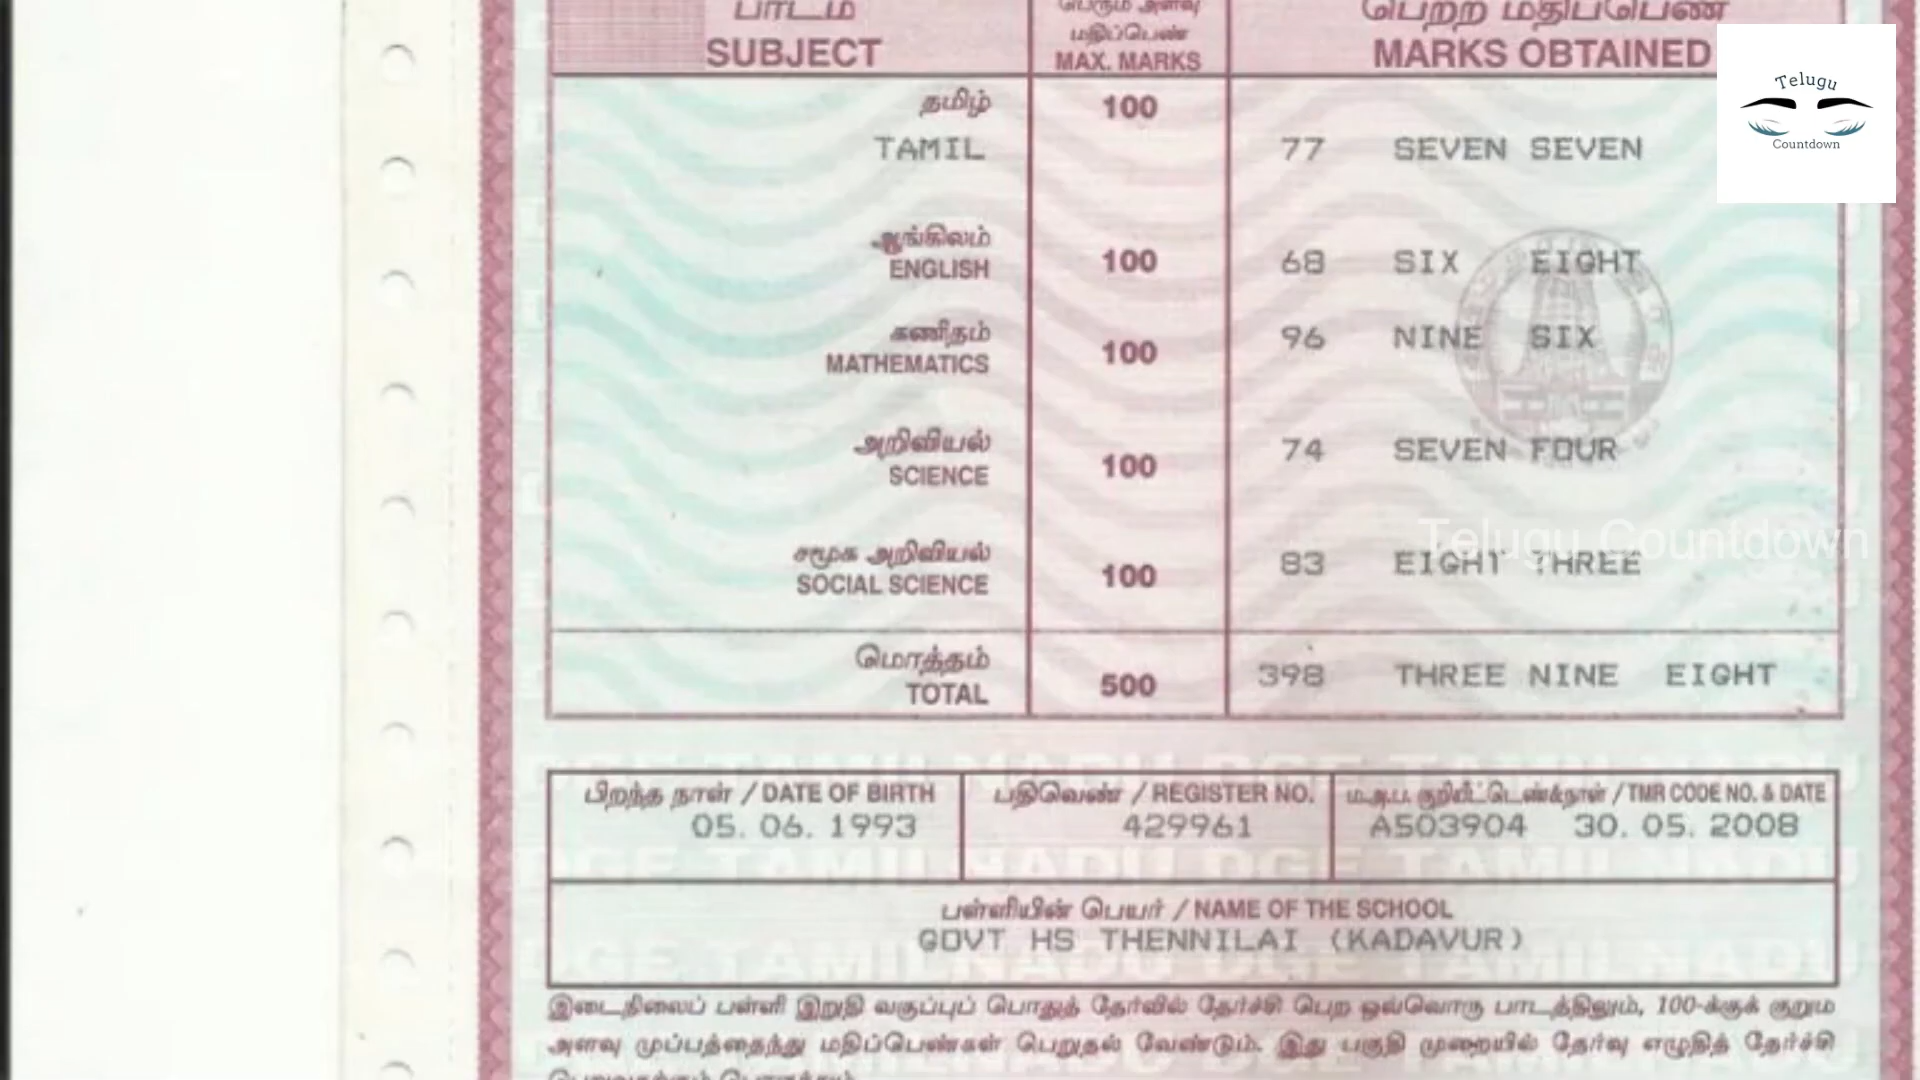 பாடம்
SUBJECT
பெரும அளவு
மதிப்பெண்
MAX. MARKS
பெற்ற மதிப்பெண்
MARKS OBTAINED
Telugu
Countdown
தமிழ்
TAMIL 100 77 SEVEN SEVEN
ஆங்கிலம்
ENGLISH 100 68 SIX EIGHT
கணிதம்
MATHEMATICS 100 96 NINE SIX
அறிவியல்
SCIENCE 100 74 SEVEN FOUR
Telugu Countdown
சமூக அறிவியல்
SOCIAL SCIENCE 100 83 EIGHT THREE
மொத்தம்
TOTAL 500 398 THREE NINE EIGHT
பிறந்த நாள் / DATE OF BIRTH
05. 06. 1993
பதிவெண் / REGISTER NO.
429961
ம.அ.ப. குறியீட்டெண்&நாள் / TMR CODE NO. & DATE
A503904 30. 05. 2008
பள்ளியின் பெயர் / NAME OF THE SCHOOL
GOVT HS THENNILAI (KADAVUR)
இடைநிலைப் பள்ளி இறுதி வகுப்புப் பொதுத் தேர்வில் தேர்ச்சி பெற ஒவ்வொரு பாடத்திலும், 100-க்குக் குறும
அளவு முப்பத்தைந்து மதிப்பெண்கள் பெறுதல் வேண்டும். இது பகுதி முறையில் தேர்வு எழுதித் தேர்ச்சி